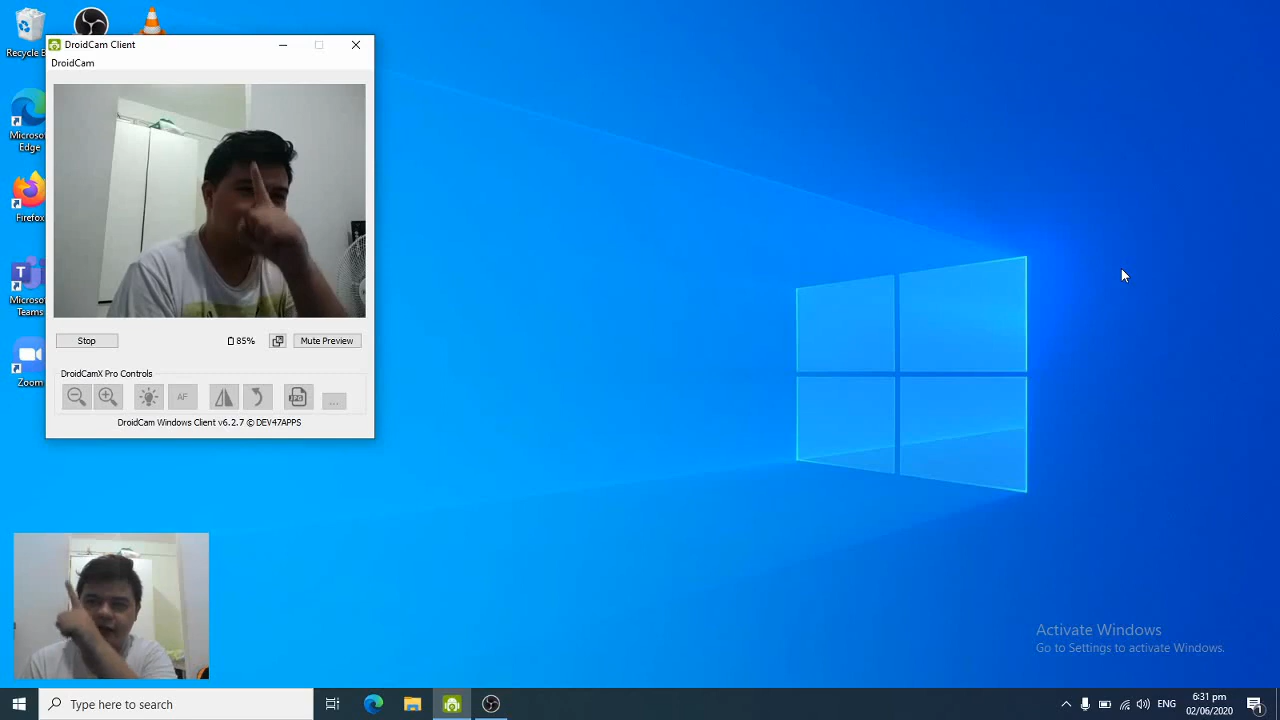 Recycle B
DroidCam Client
DroidCam
Microso
Edge
Firefox
Microso
Teams
Zoom
Stop
85%
Mute Preview
DroidCamX Pro Controls
AF
...
DroidCam Windows Client v6.2.7 © DEV47APPS
Activate Windows
Go to Settings to activate Windows.
Type here to search
ENG
6:31 pm
02/06/2020
1